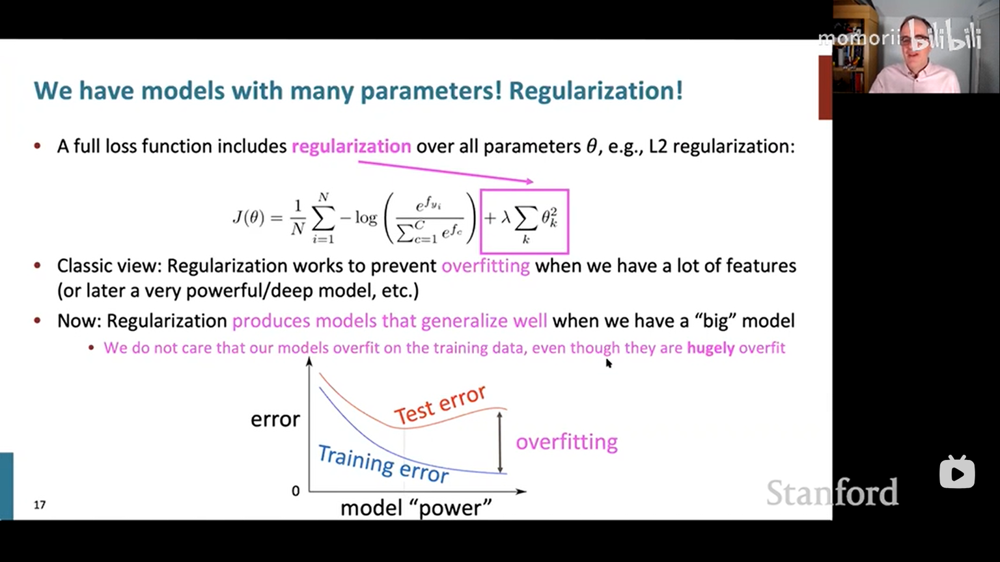 momorii bilibili
We have models with many parameters! Regularization!
• A full loss function includes regularization over all parameters θ, e.g., L2 regularization:
J(θ) = \frac{1}{N} \sum_{i=1}^{N} -\log \left( \frac{e^{f_{y_i}}}{\sum_{c=1}^{C} e^{f_c}} \right) + λ \sum_{k} θ_k^2
• Classic view: Regularization works to prevent overfitting when we have a lot of features
(or later a very powerful/deep model, etc.)
• Now: Regularization produces models that generalize well when we have a “big” model
• We do not care that our models overfit on the training data, even though they are hugely overfit
error
Test error
Training error
overfitting
0
model “power”
17
Stanford